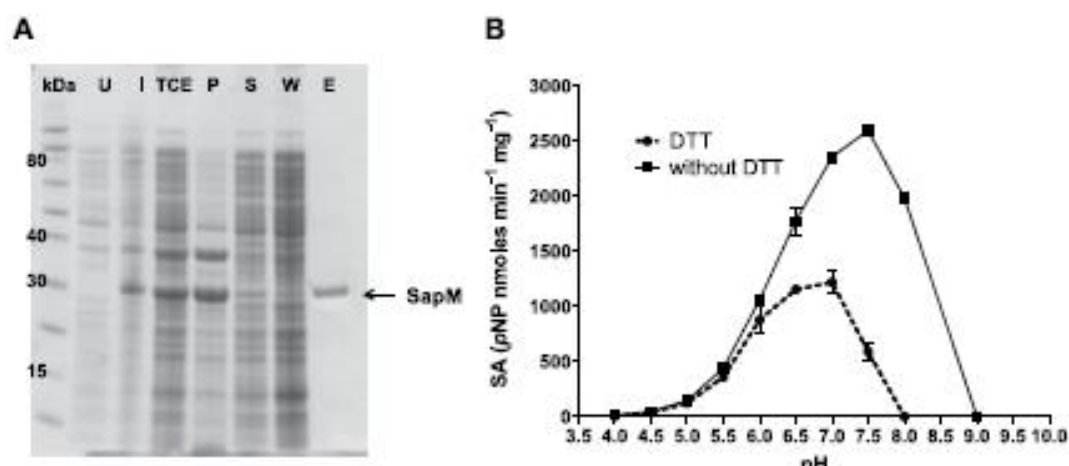 A
kDa U I TCE P S W E
80
40
30
15
SapM
B
SA (pNP nmoles min⁻¹ mg⁻¹)
3000
2500
2000
1500
1000
500
0
DTT
without DTT
3.5 4.0 4.5 5.0 5.5 6.0 6.5 7.0 7.5 8.0 8.5 9.0 9.5 10.0
pH